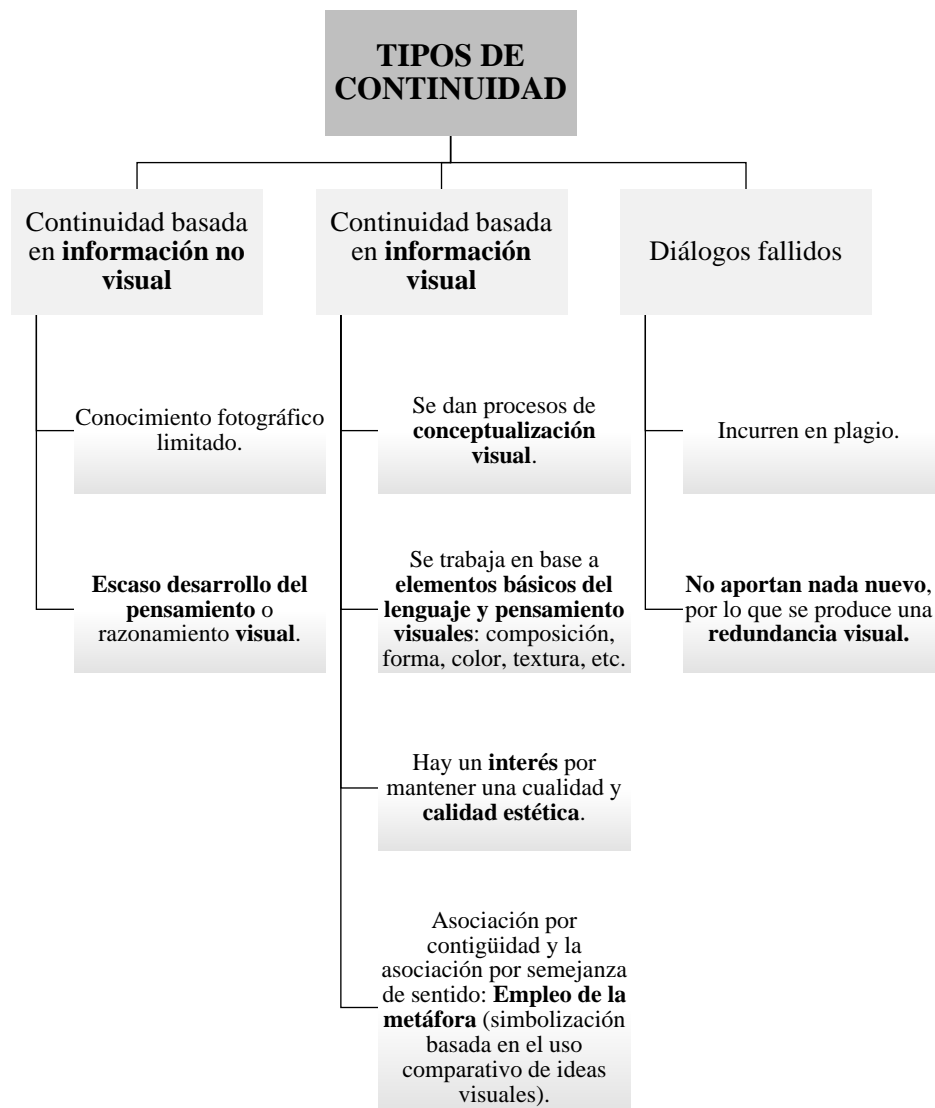 TIPOS DE
CONTINUIDAD
Continuidad basada
en información no
visual
Conocimiento fotográfico
limitado.
Escaso desarrollo del
pensamiento o
razonamiento visual.
Continuidad basada
en información
visual
Se dan procesos de
conceptualización
visual.
Se trabaja en base a
elementos básicos del
lenguaje y pensamiento
visuales: composición,
forma, color, textura, etc.
Hay un interés por
mantener una cualidad y
calidad estética.
Asociación por
contigüidad y la
asociación por semejanza
de sentido: Empleo de la
metáfora (simbolización
basada en el uso
comparativo de ideas
visuales).
Diálogos fallidos
Incurren en plagio.
No aportan nada nuevo,
por lo que se produce una
redundancia visual.